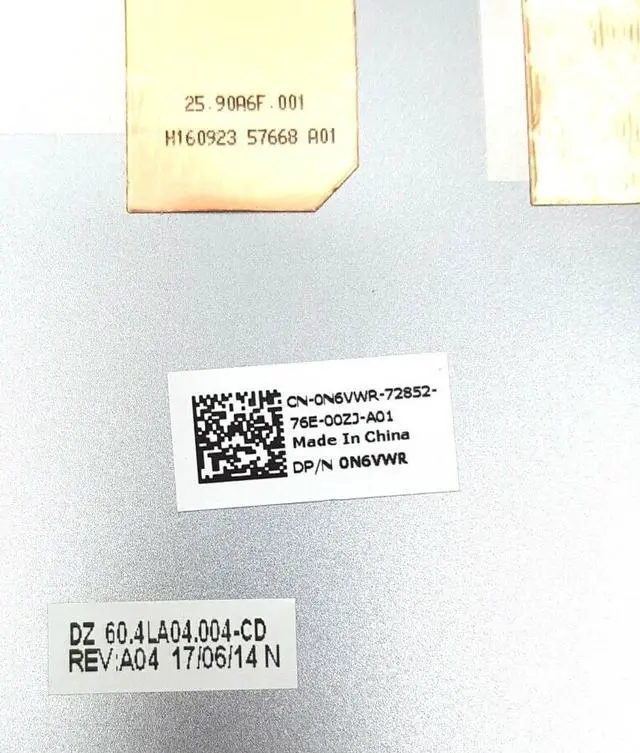 25.90A6F.001
H160923 57668 A01
CN-0N6VWR-72852-
76E-00ZJ-A01
Made In China
DP/N 0N6VWR
DZ 60.4LA04.004-CD
REV:A04 17/06/14 N